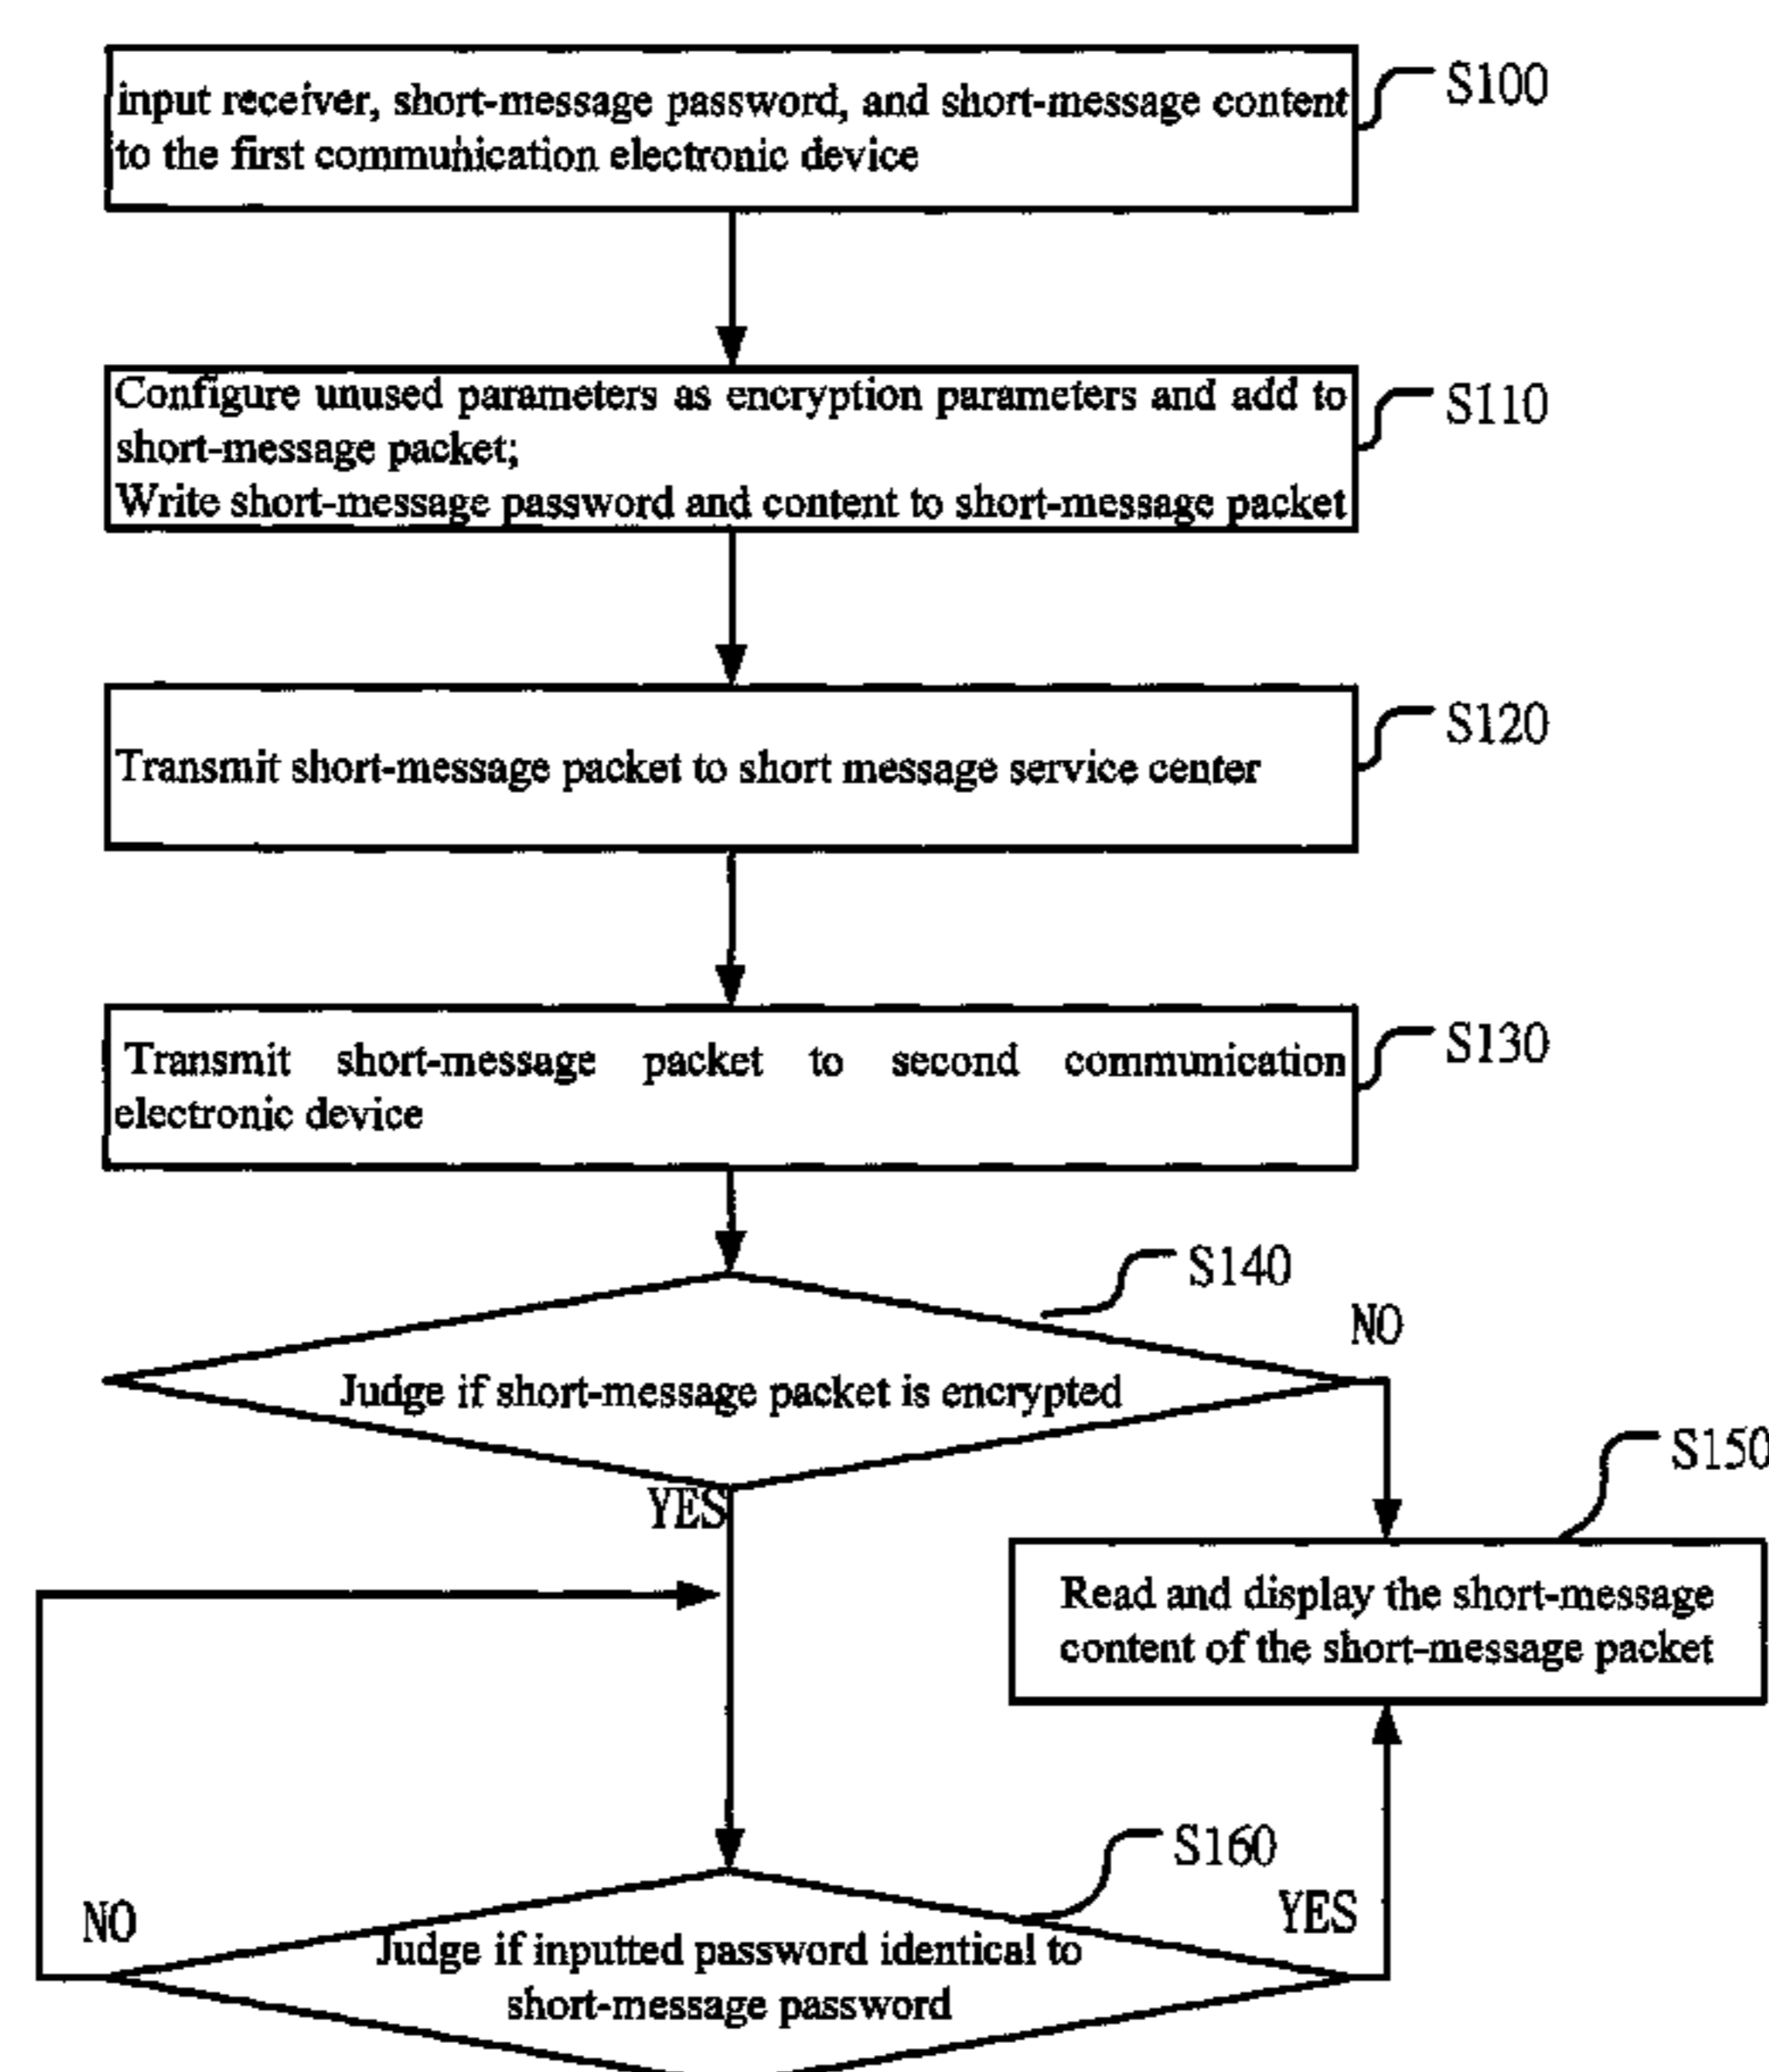 input receiver, short-message password, and short-message content
to the first communication electronic device
S100
Configure unused parameters as encryption parameters and add to
short-message packet;
Write short-message password and content to short-message packet
S110
Transmit short-message packet to short message service center
S120
Transmit short-message packet to second communication
electronic device
S130
S140
NO
Judge if short-message packet is encrypted
YES
S150
Read and display the short-message
content of the short-message packet
S160
NO
YES
Judge if inputted password identical to
short-message password